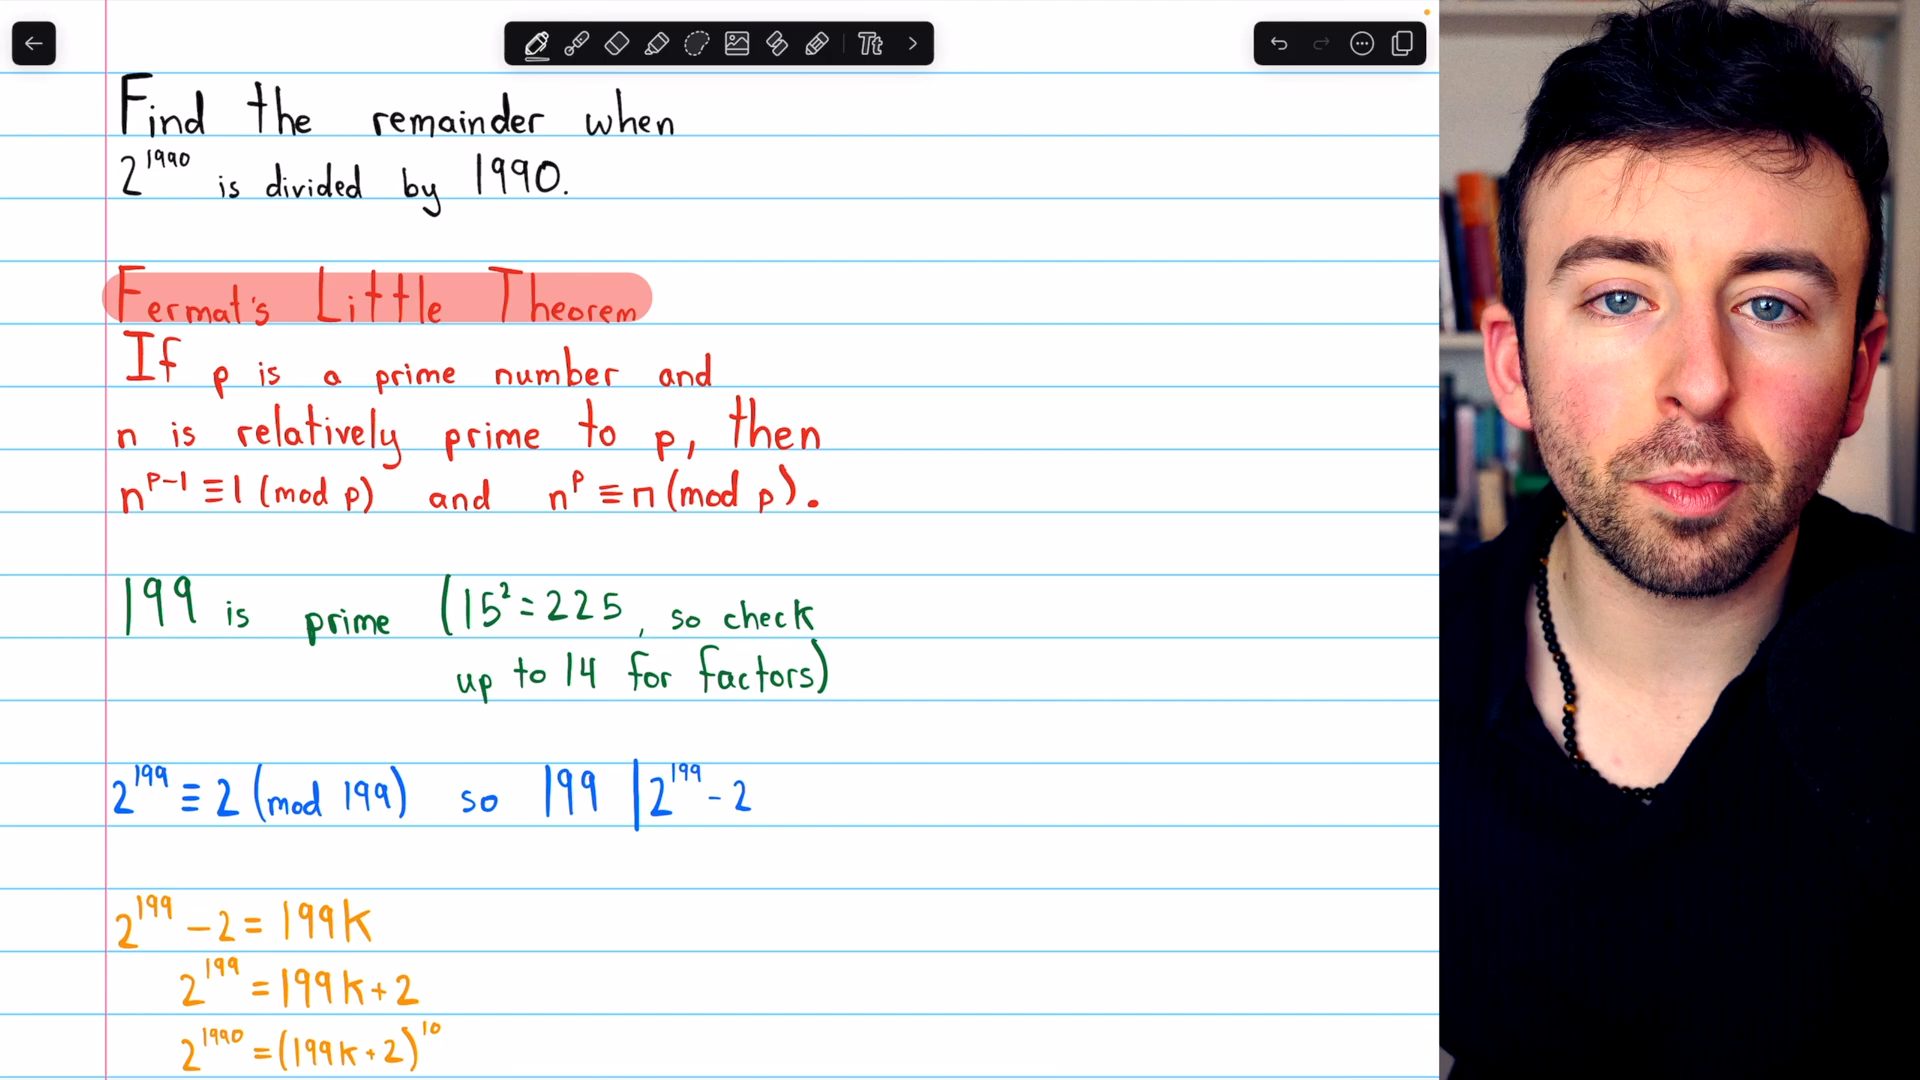 Tt
Find the remainder when
2^1990 is divided by 1990.
Fermat's Little Theorem
If p is a prime number and
n is relatively prime to p, then
n^p-1 ≡ 1 (mod p) and n^p ≡ n (mod p).
199 is prime (15² = 225, so check
up to 14 for factors)
2^199 ≡ 2 (mod 199) so 199 | 2^199 - 2
2^199 - 2 = 199k
2^199 = 199k + 2
2^1990 = (199k + 2)^10